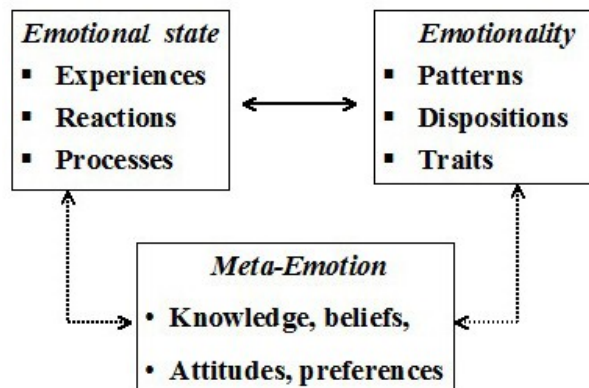 Emotional state
▪ Experiences
▪ Reactions
▪ Processes
Emotionality
▪ Patterns
▪ Dispositions
▪ Traits
Meta-Emotion
• Knowledge, beliefs,
• Attitudes, preferences